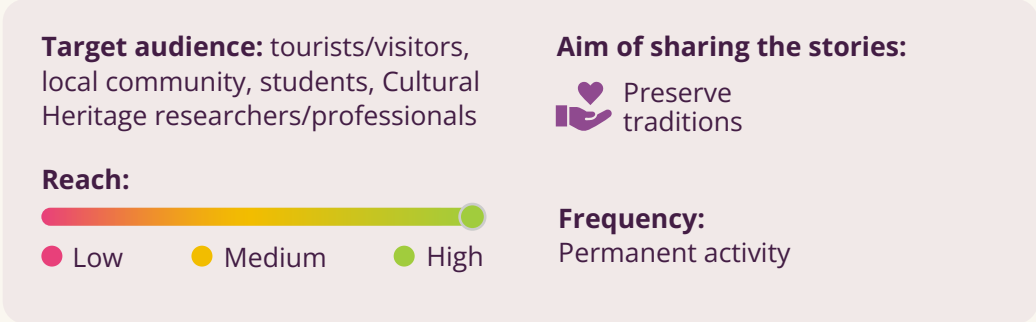 Target audience: tourists/visitors,
local community, students, Cultural
Heritage researchers/professionals
Reach:
Low
Medium
High
Aim of sharing the stories:
Preserve
traditions
Frequency:
Permanent activity